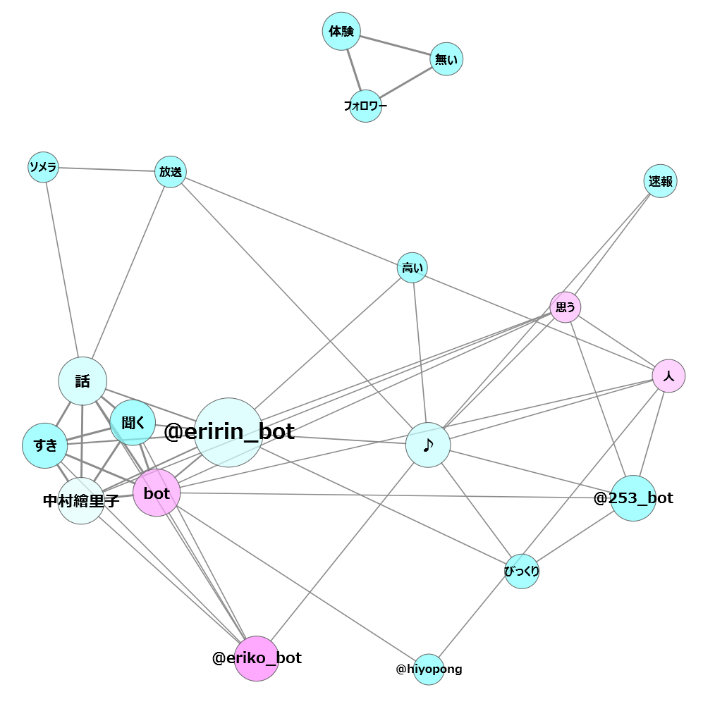 体験
無い
フォロワー
ソメラ
放送
速報
高い
思う
人
話
聞く
@eririn_bot
すき
♪
中村繪里子
bot
@253_bot
びっくり
@eriko_bot
@hiyopong